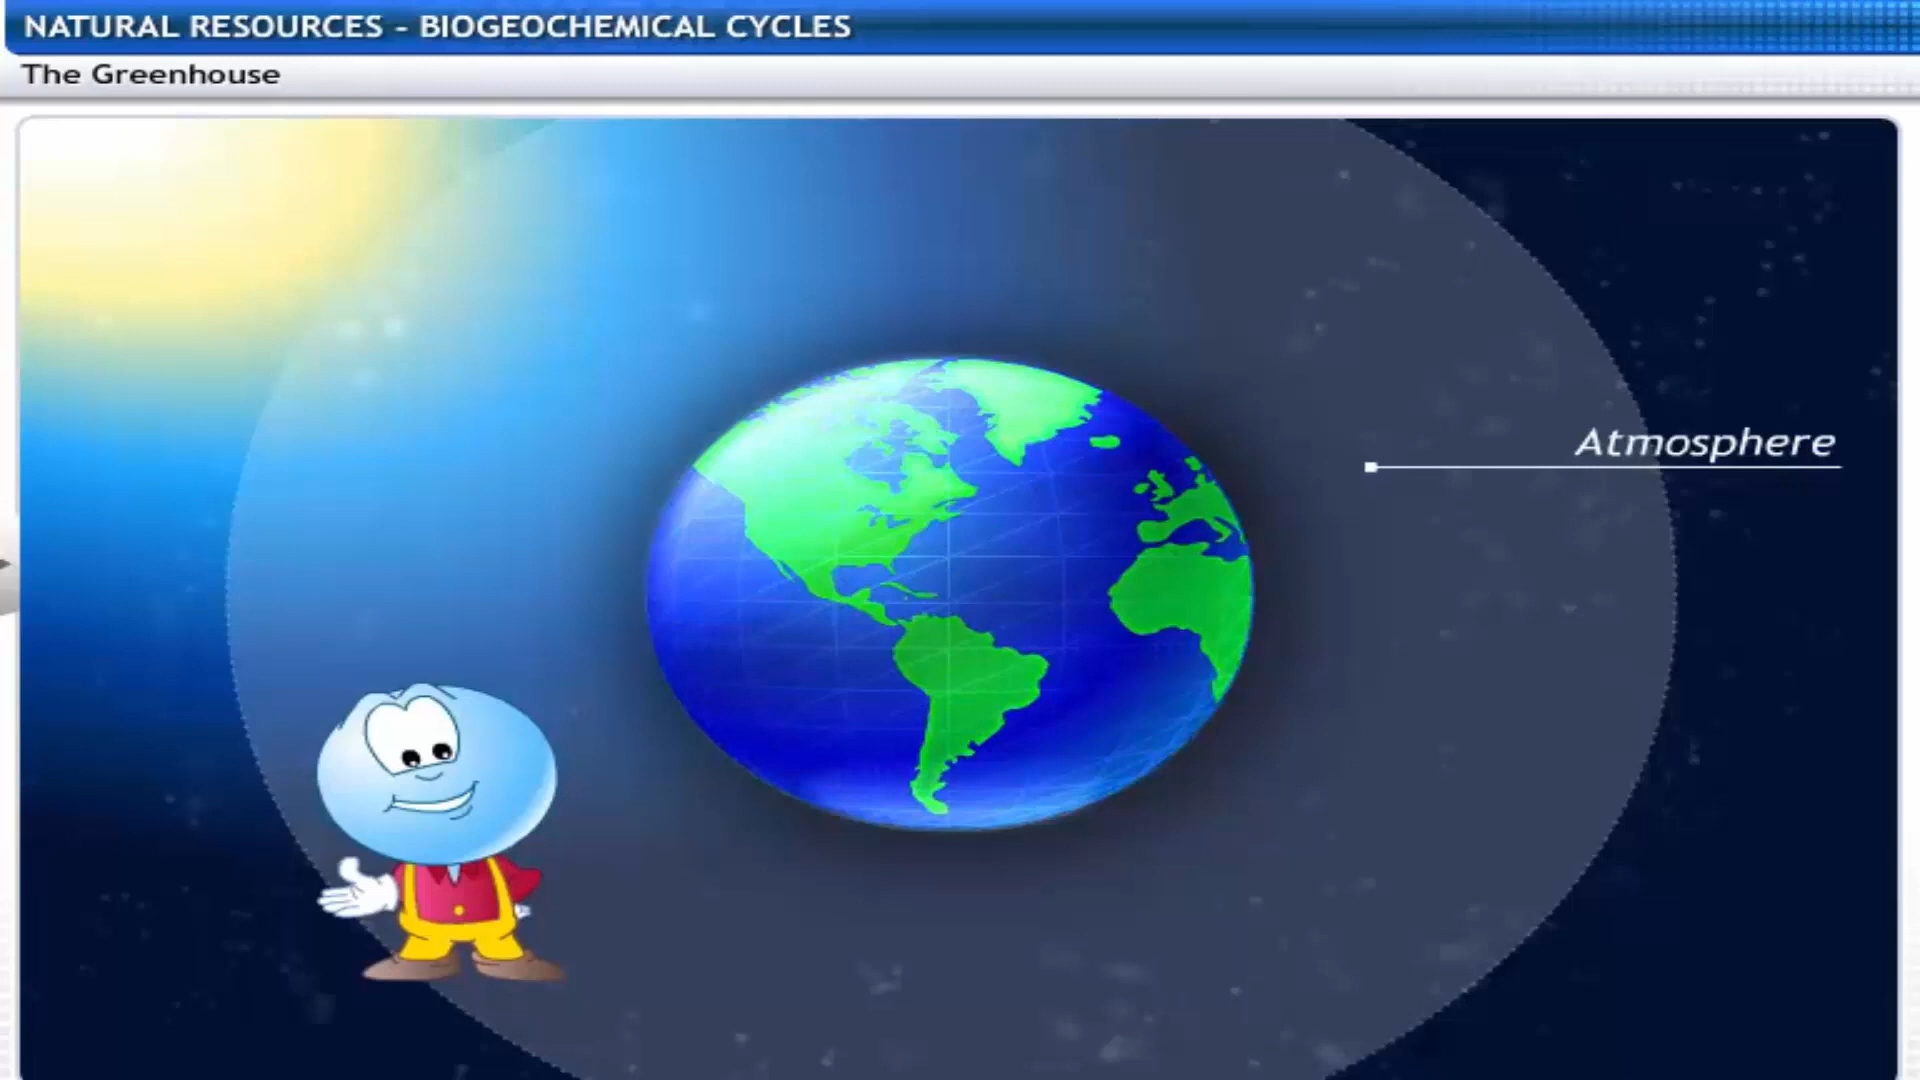 NATURAL RESOURCES - BIOGEOCHEMICAL CYCLES
The Greenhouse
Atmosphere